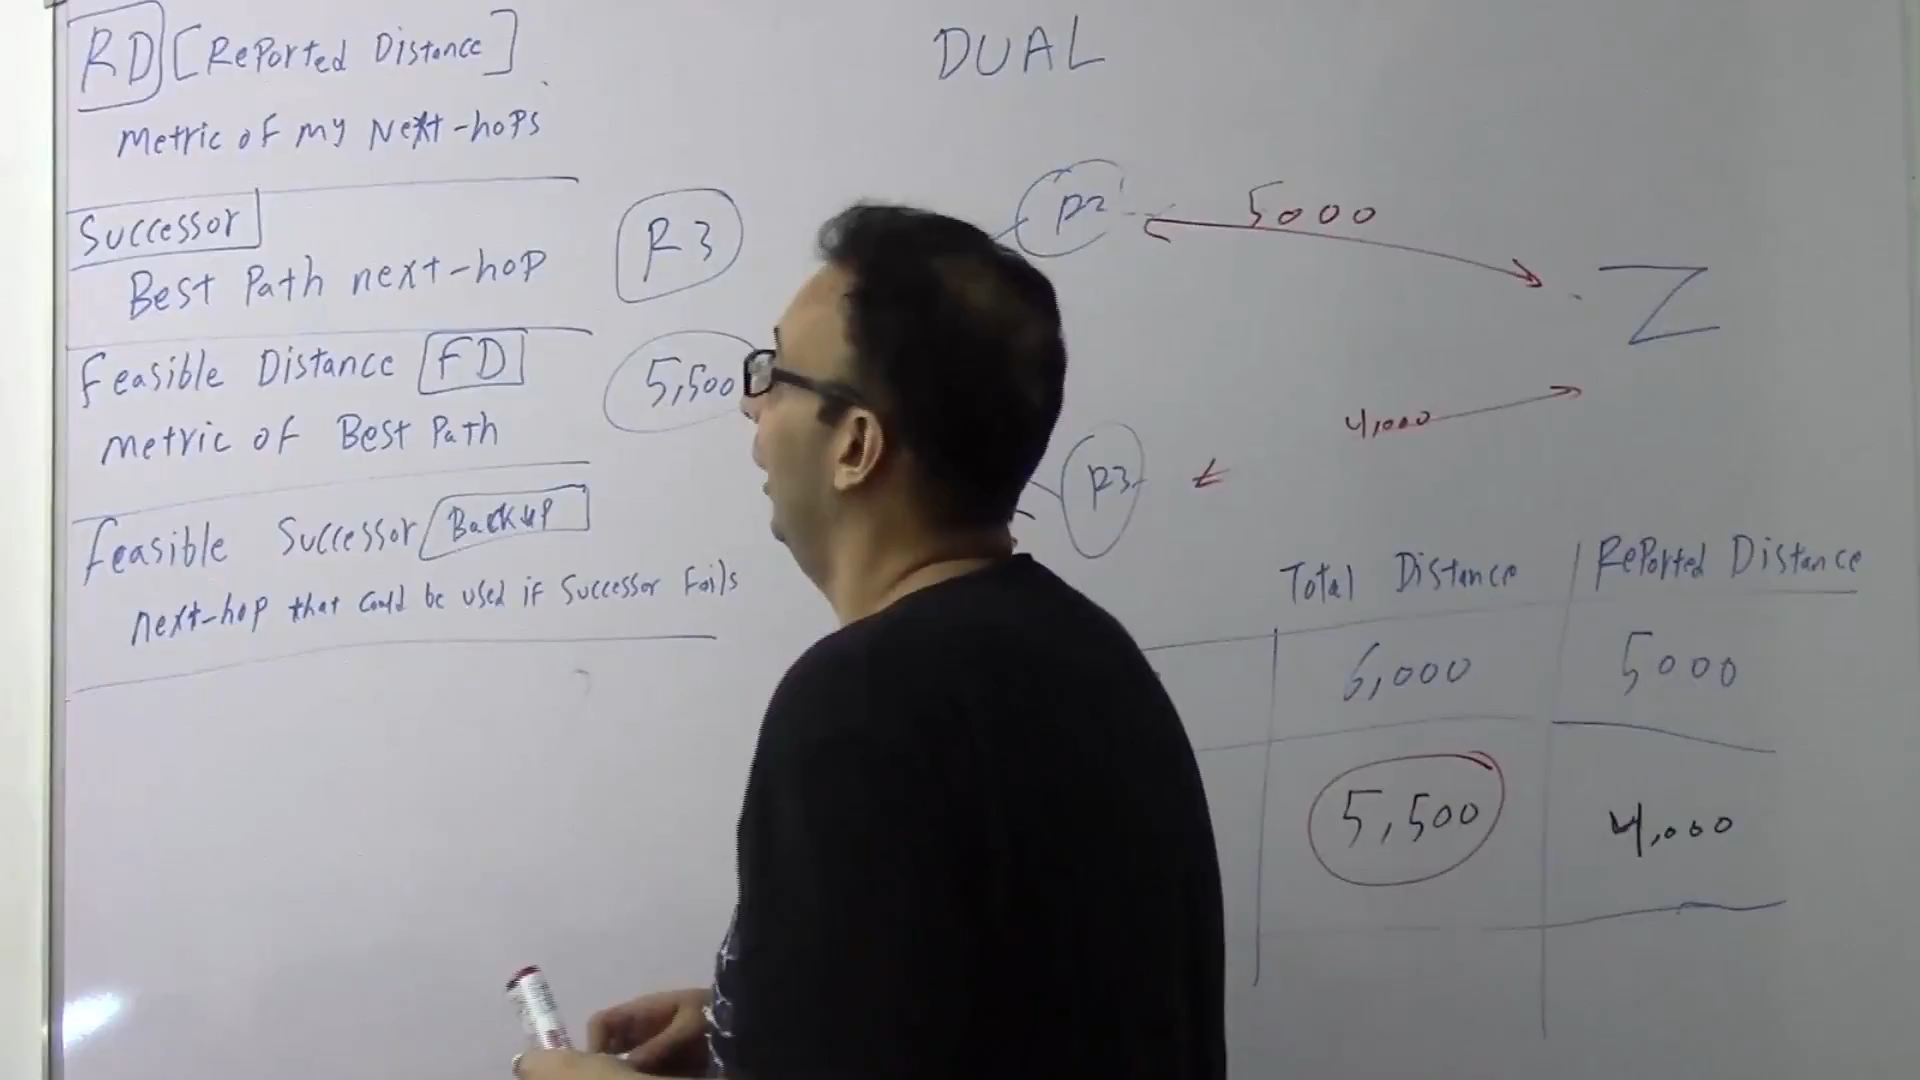 RD [RePorted Distance]
DUAL
metric of my Next-hops
Successor
R3
R2
5000
Best Path next-hop
Z
Feasible Distance FD
5,500
metric of Best Path
4,000
R3
Feasible Successor Backup
next-hop that could be used if Successor Fails
Total Distance
RePorted Distance
6,000
5000
5,500
4,000